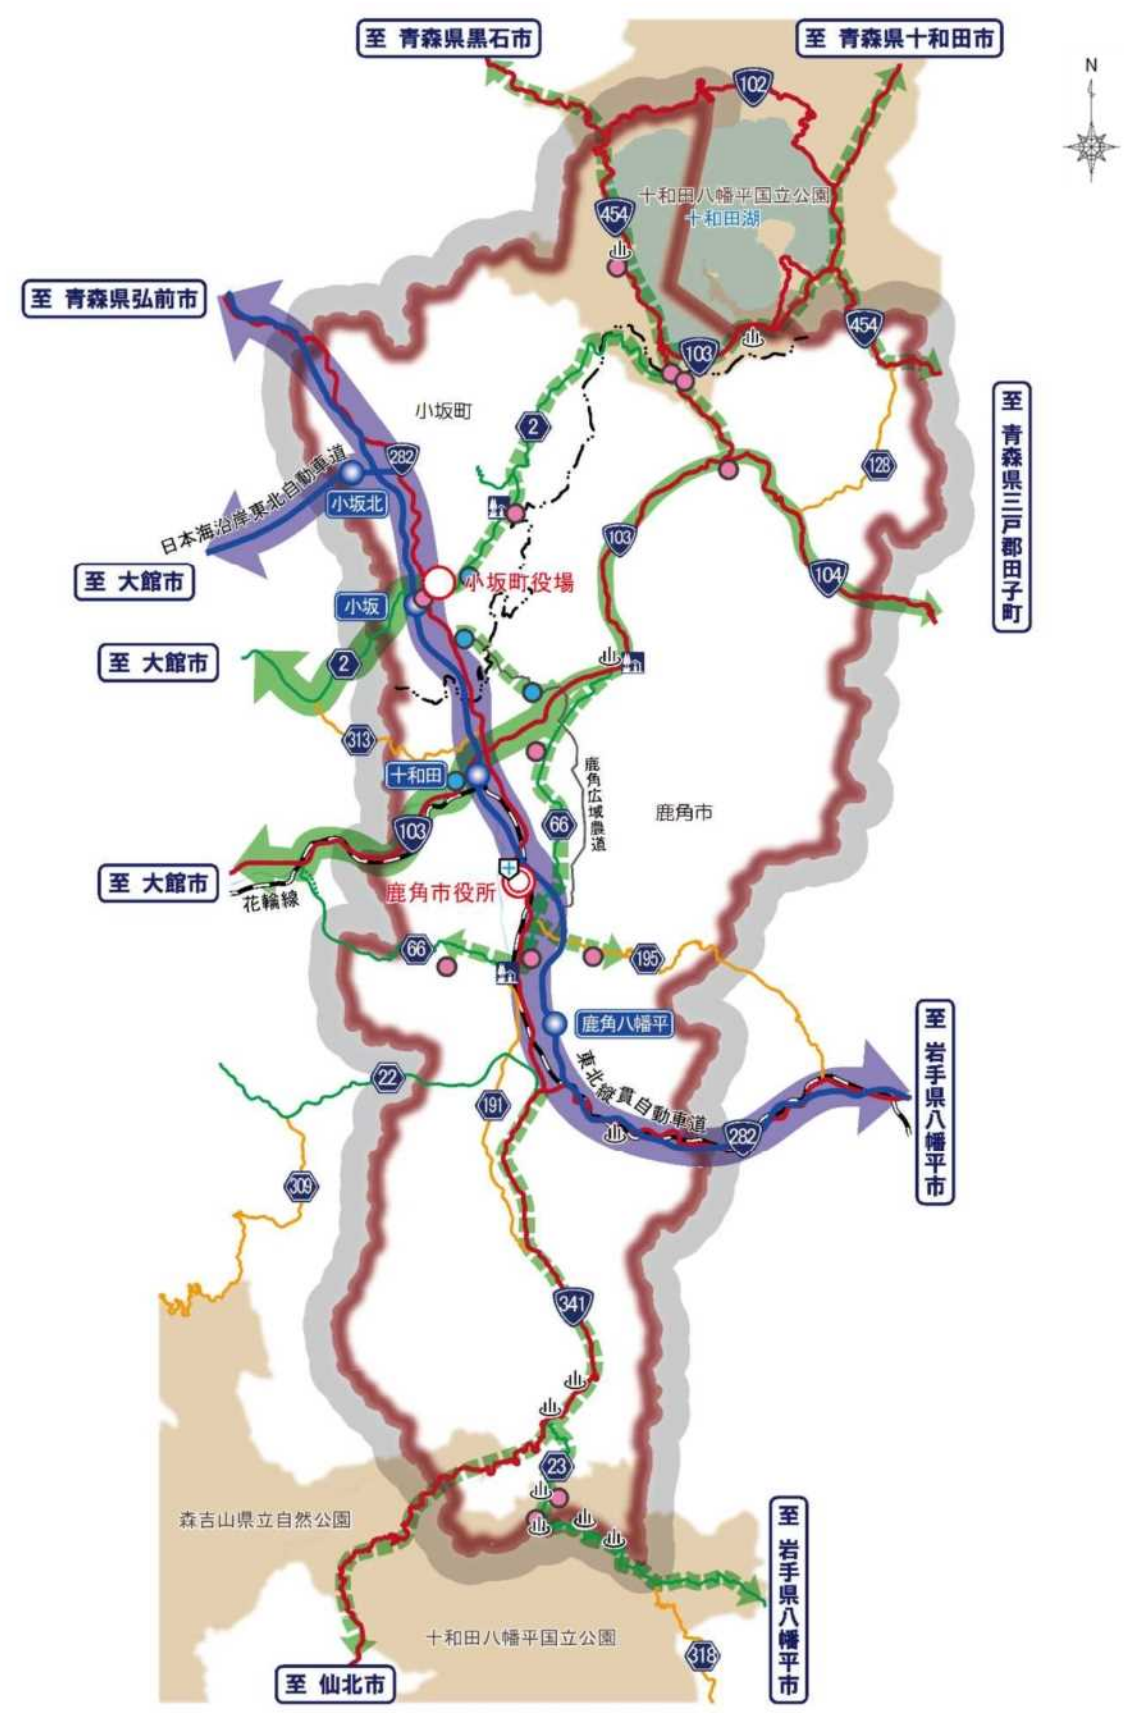 至 青森県黒石市
至 青森県十和田市
N
102
十和田八幡平国立公園
十和田湖
454
至 青森県弘前市
454
103
至 青森県三戸郡田子町
小坂町
2
282
128
日本海沿岸東北自動車道
小坂北
103
至 大館市
104
小坂町役場
小坂
至 大館市
2
313
十和田
鹿角広域農道
鹿角市
66
103
至 大館市
花輪線
鹿角市役所
66
195
鹿角八幡平
至 岩手県八幡平市
22
東北縦貫自動車道
191
282
309
341
23
森吉山県立自然公園
至 岩手県八幡平市
十和田八幡平国立公園
318
至 仙北市